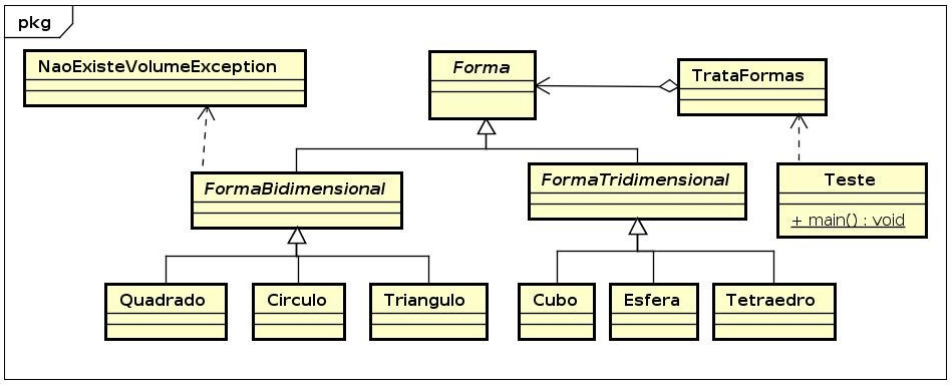 pkg
NaoExisteVolumeException
Forma
TrataFormas
FormaBidimensional
FormaTridimensional
Teste
+ main() : void
Quadrado
Circulo
Triangulo
Cubo
Esfera
Tetraedro